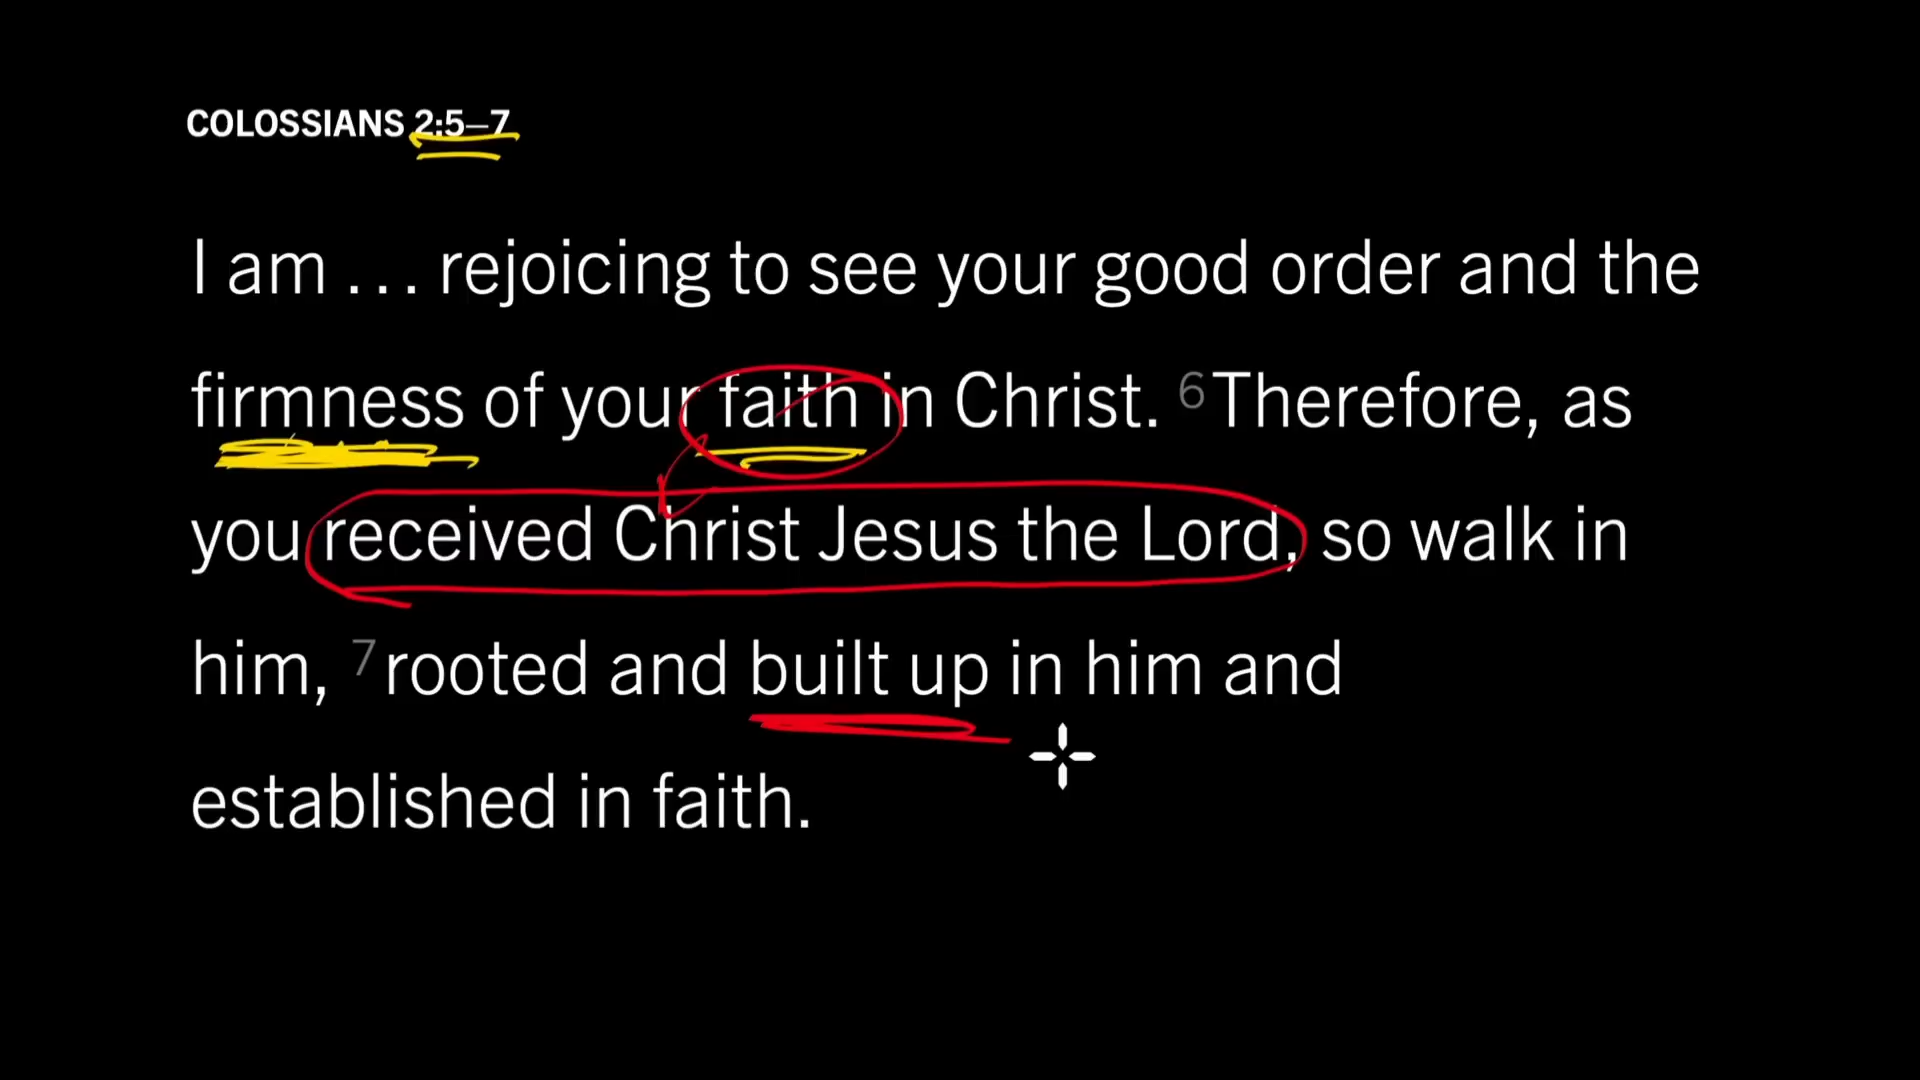 COLOSSIANS 2:5–7
I am . . . rejoicing to see your good order and the
firmness of your faith in Christ. 6 Therefore, as
you received Christ Jesus the Lord, so walk in
him, 7 rooted and built up in him and
established in faith.